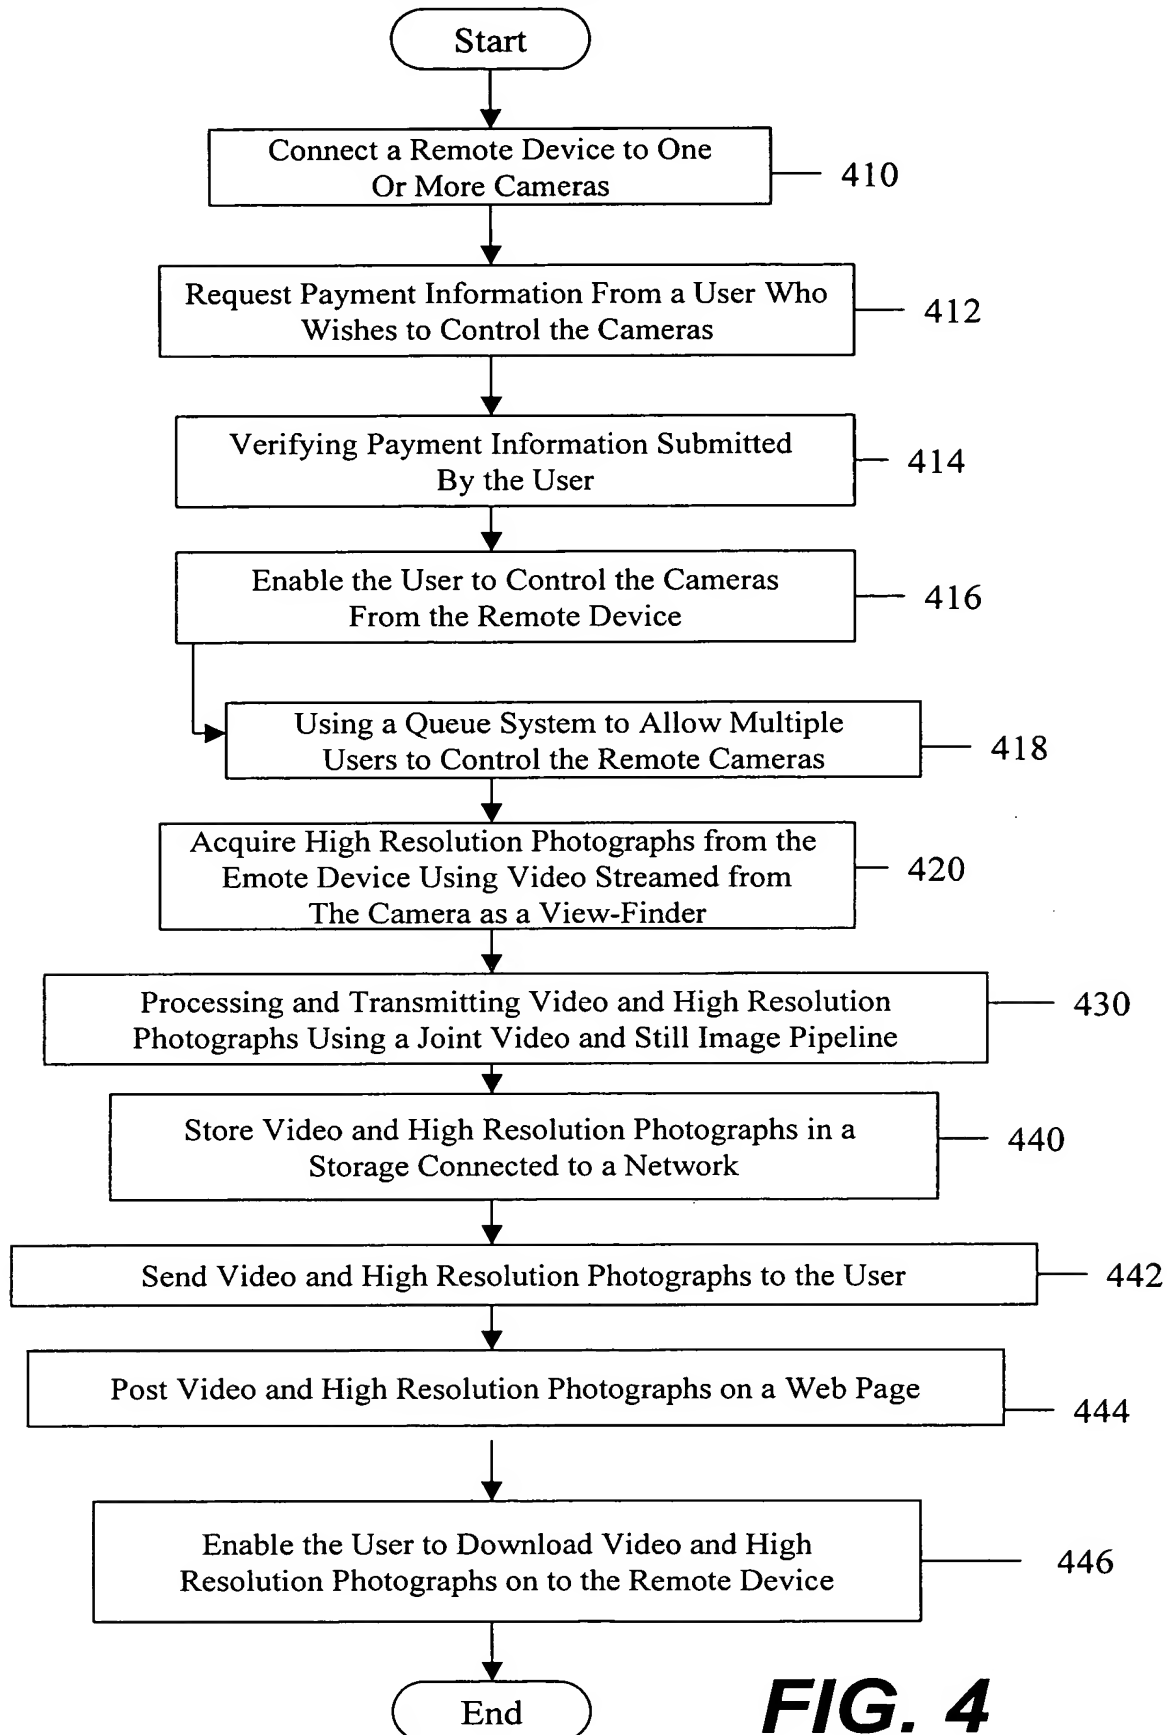 Start
Connect a Remote Device to One
Or More Cameras
410
Request Payment Information From a User Who
Wishes to Control the Cameras
412
Verifying Payment Information Submitted
By the User
414
Enable the User to Control the Cameras
From the Remote Device
416
Using a Queue System to Allow Multiple
Users to Control the Remote Cameras
418
Acquire High Resolution Photographs from the
Emote Device Using Video Streamed from
The Camera as a View-Finder
420
Processing and Transmitting Video and High Resolution
Photographs Using a Joint Video and Still Image Pipeline
430
Store Video and High Resolution Photographs in a
Storage Connected to a Network
440
Send Video and High Resolution Photographs to the User
442
Post Video and High Resolution Photographs on a Web Page
444
Enable the User to Download Video and High
Resolution Photographs on to the Remote Device
446
End
FIG. 4